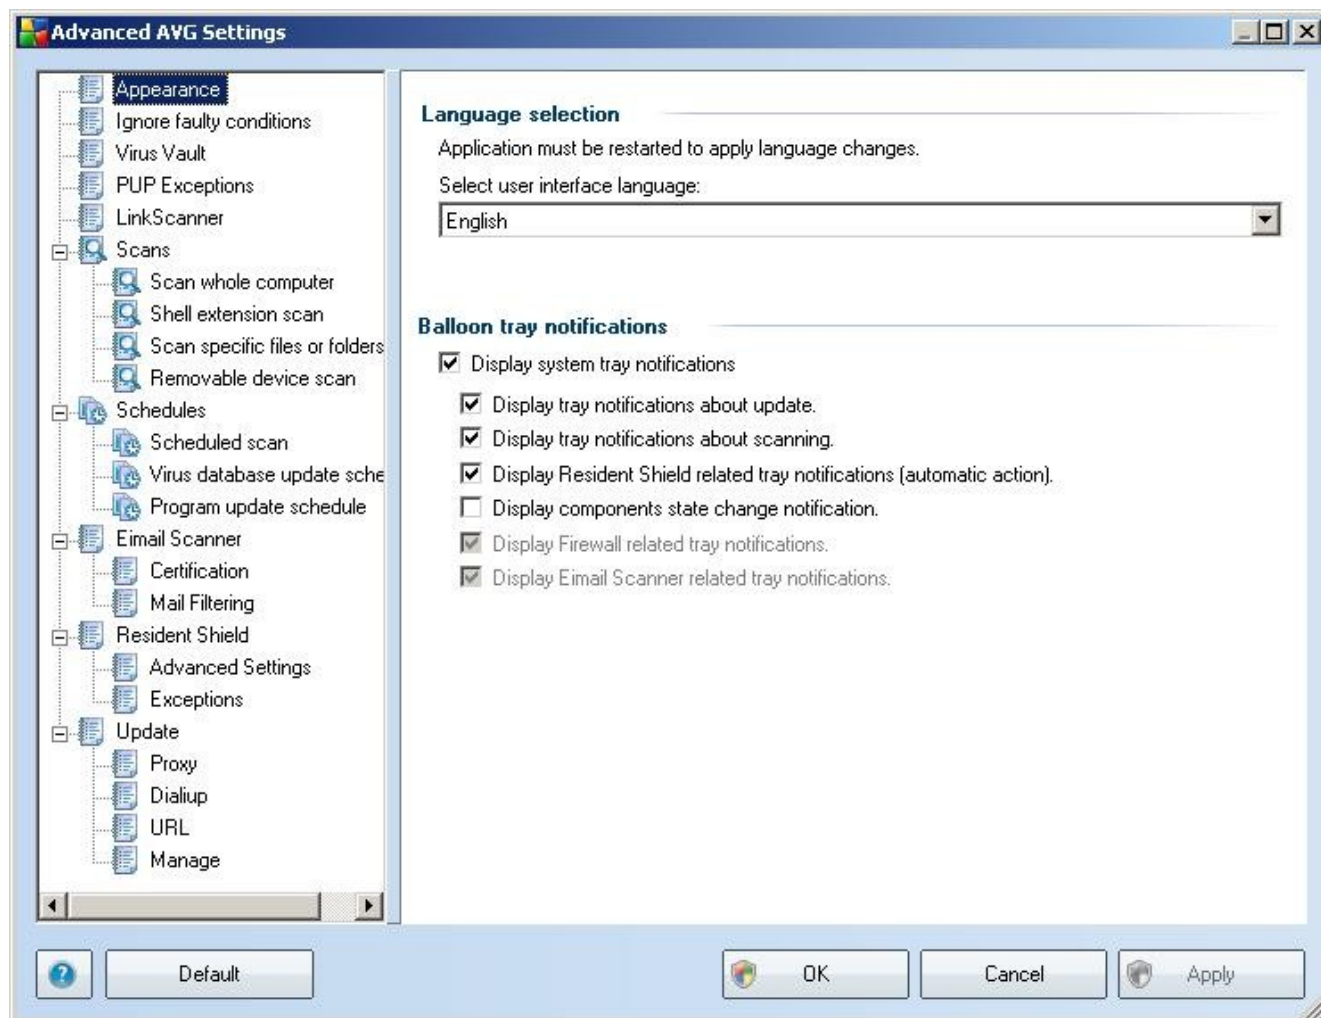 Advanced AVG Settings
Appearance
Ignore faulty conditions
Virus Vault
PUP Exceptions
LinkScanner
Scans
Scan whole computer
Shell extension scan
Scan specific files or folders
Removable device scan
Schedules
Scheduled scan
Virus database update sche
Program update schedule
Eimail Scanner
Certification
Mail Filtering
Resident Shield
Advanced Settings
Exceptions
Update
Proxy
Dialiup
URL
Manage
Language selection
Application must be restarted to apply language changes.
Select user interface language:
English
Balloon tray notifications
Display system tray notifications
Display tray notifications about update.
Display tray notifications about scanning.
Display Resident Shield related tray notifications (automatic action).
Display components state change notification.
Display Firewall related tray notifications.
Display Eimail Scanner related tray notifications.
? Default OK Cancel Apply